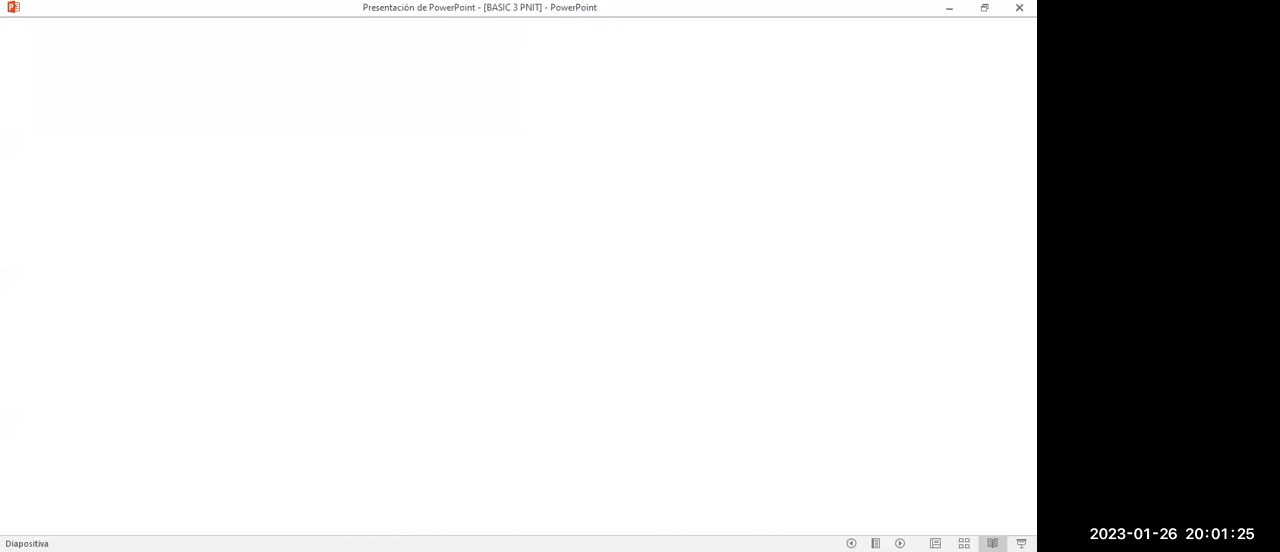 Presentación de PowerPoint - [BASIC 3 PNIT] - PowerPoint
Diapositiva
2023-01-26 20:01:25